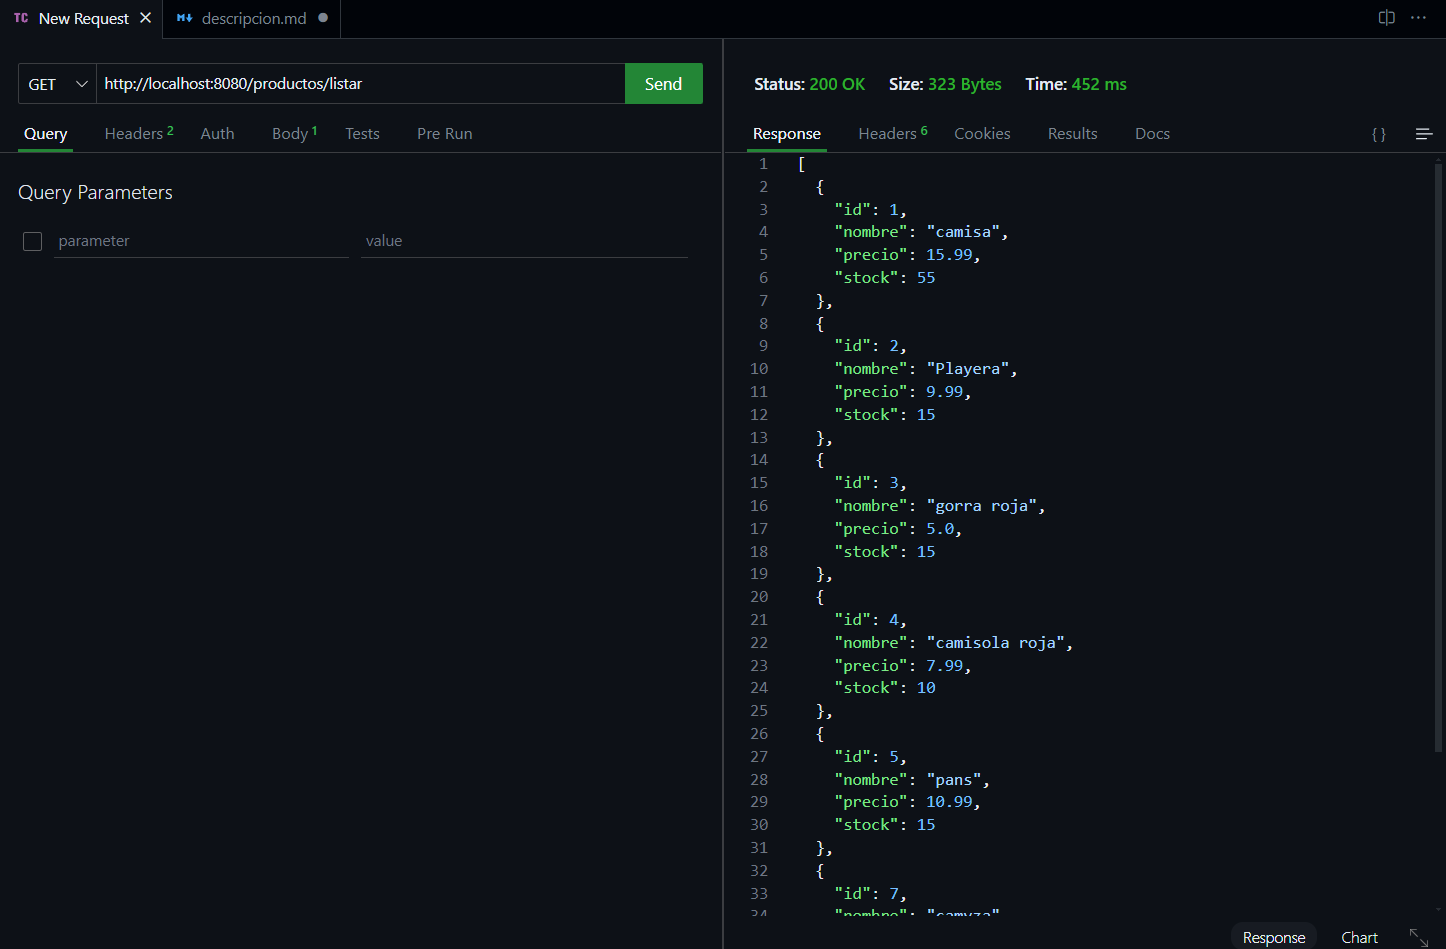 TC New Request
descripcion.md
GET http://localhost:8080/productos/listar Send
Query Headers 2 Auth Body 1 Tests Pre Run
Query Parameters
parameter value
Status: 200 OK Size: 323 Bytes Time: 452 ms
Response Headers 6 Cookies Results Docs { }
1 [
2 {
3 "id": 1,
4 "nombre": "camisa",
5 "precio": 15.99,
6 "stock": 55
7 },
8 {
9 "id": 2,
10 "nombre": "Playera",
11 "precio": 9.99,
12 "stock": 15
13 },
14 {
15 "id": 3,
16 "nombre": "gorra roja",
17 "precio": 5.0,
18 "stock": 15
19 },
20 {
21 "id": 4,
22 "nombre": "camisola roja",
23 "precio": 7.99,
24 "stock": 10
25 },
26 {
27 "id": 5,
28 "nombre": "pans",
29 "precio": 10.99,
30 "stock": 15
31 },
32 {
33 "id": 7,
34 "nombre": "camyza"
Response Chart